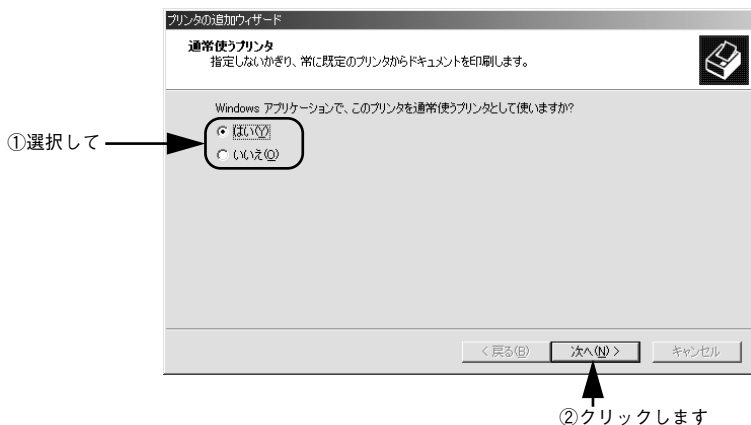 プリンタの追加ウィザード
通常使うプリンタ
指定しないかぎり、常に既定のプリンタからドキュメントを印刷します。
Windows アプリケーションで、このプリンタを通常使うプリンタとして使いますか?
①選択して
はい(Y)
いいえ(O)
< 戻る(B)
次へ(N) >
キャンセル
②クリックします